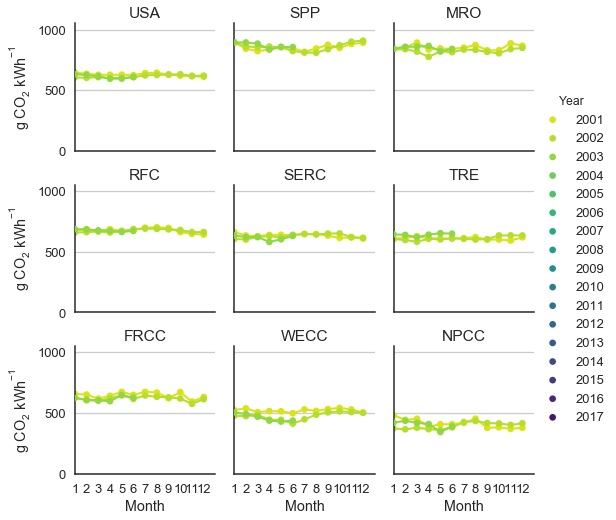 USA SPP MRO
1000
500
0
g CO₂ kWh⁻¹
RFC SERC TRE
1000
500
0
g CO₂ kWh⁻¹
FRCC WECC NPCC
1000
500
0
g CO₂ kWh⁻¹
1 2 3 4 5 6 7 8 9 10 11 12 1 2 3 4 5 6 7 8 9 10 11 12 1 2 3 4 5 6 7 8 9 10 11 12
Month Month Month
Year
2001
2002
2003
2004
2005
2006
2007
2008
2009
2010
2011
2012
2013
2014
2015
2016
2017